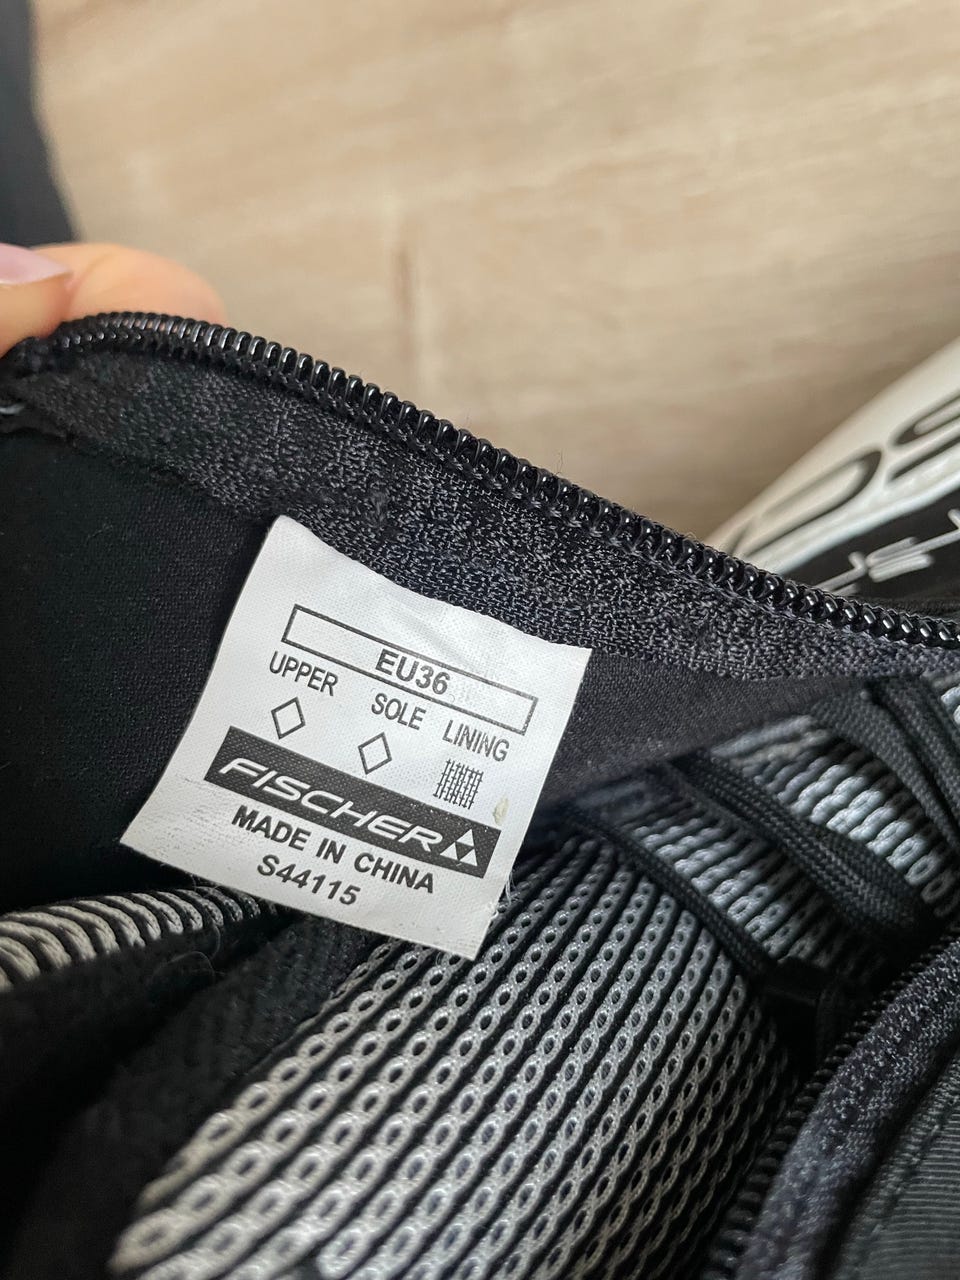 EU36
UPPER SOLE LINING
FISCHER
MADE IN CHINA
S44115